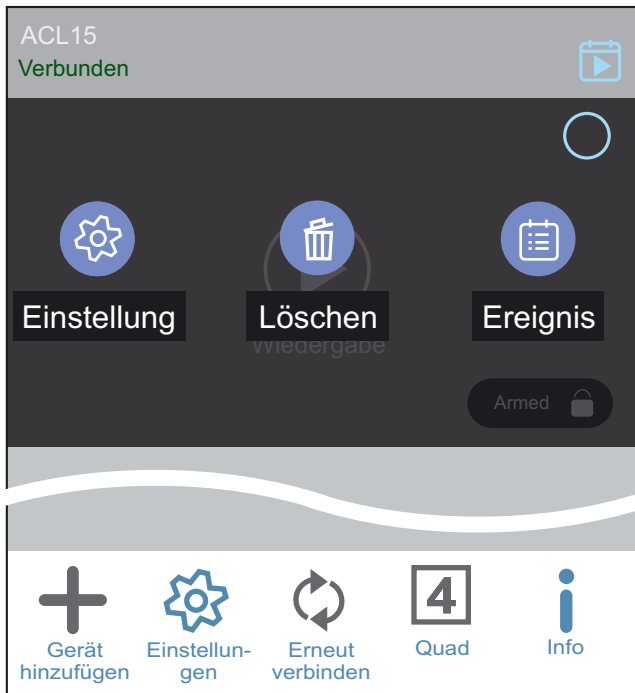 ACL15
Verbunden
Einstellung
Löschen
Ereignis
Wiedergabe
Armed
Gerät
hinzufügen
Einstellun-
gen
Erneut
verbinden
4
Quad
Info